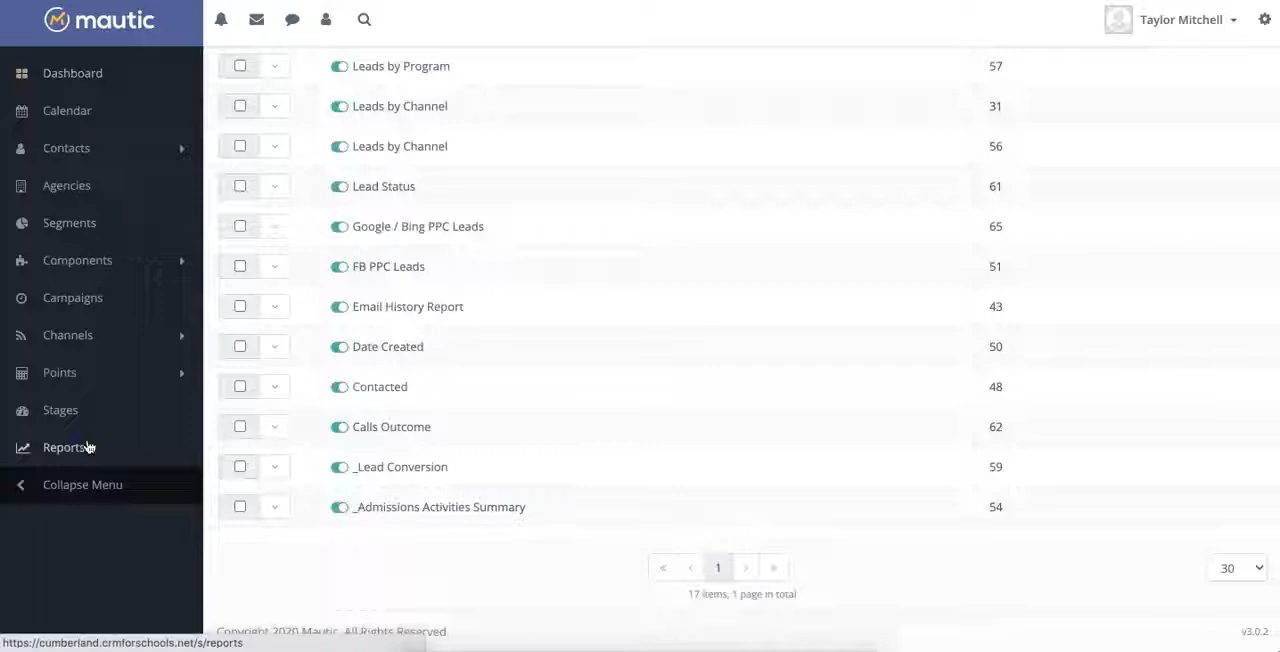 mautic
Taylor Mitchell
Dashboard
Calendar
Contacts
Agencies
Segments
Components
Campaigns
Channels
Points
Stages
Reports
Collapse Menu
Leads by Program 57
Leads by Channel 31
Leads by Channel 56
Lead Status 61
Google / Bing PPC Leads 65
FB PPC Leads 51
Email History Report 43
Date Created 50
Contacted 48
Calls Outcome 62
_Lead Conversion 59
_Admissions Activities Summary 54
« ‹ 1 › »
30
17 items, 1 page in total
Copyright 2020 Mautic. All Rights Reserved.
v3.0.2
https://cumberland.crmforschools.net/s/reports